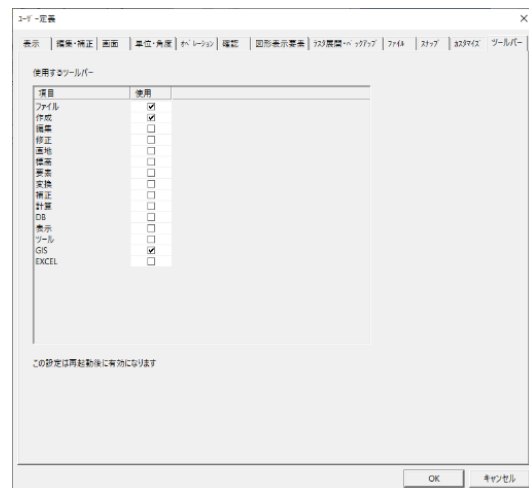 ﾕｰｻﾞｰ定義
表示 編集・補正 画面 単位・角度 ｵﾍﾟﾚｰｼｮﾝ 確認 図形表示要素 ﾗｽﾀ展開・ﾊﾞｯｸｱｯﾌﾟ ﾌｧｲﾙ ｽﾅｯﾌﾟ ｶｽﾀﾏｲｽﾞ ツールバー
使用するツールバー
項目 使用
ファイル
作成
編集
修正
画地
標高
要素
変換
補正
計算
DB
表示
ツール
GIS
EXCEL
この設定は再起動後に有効になります
OK キャンセル